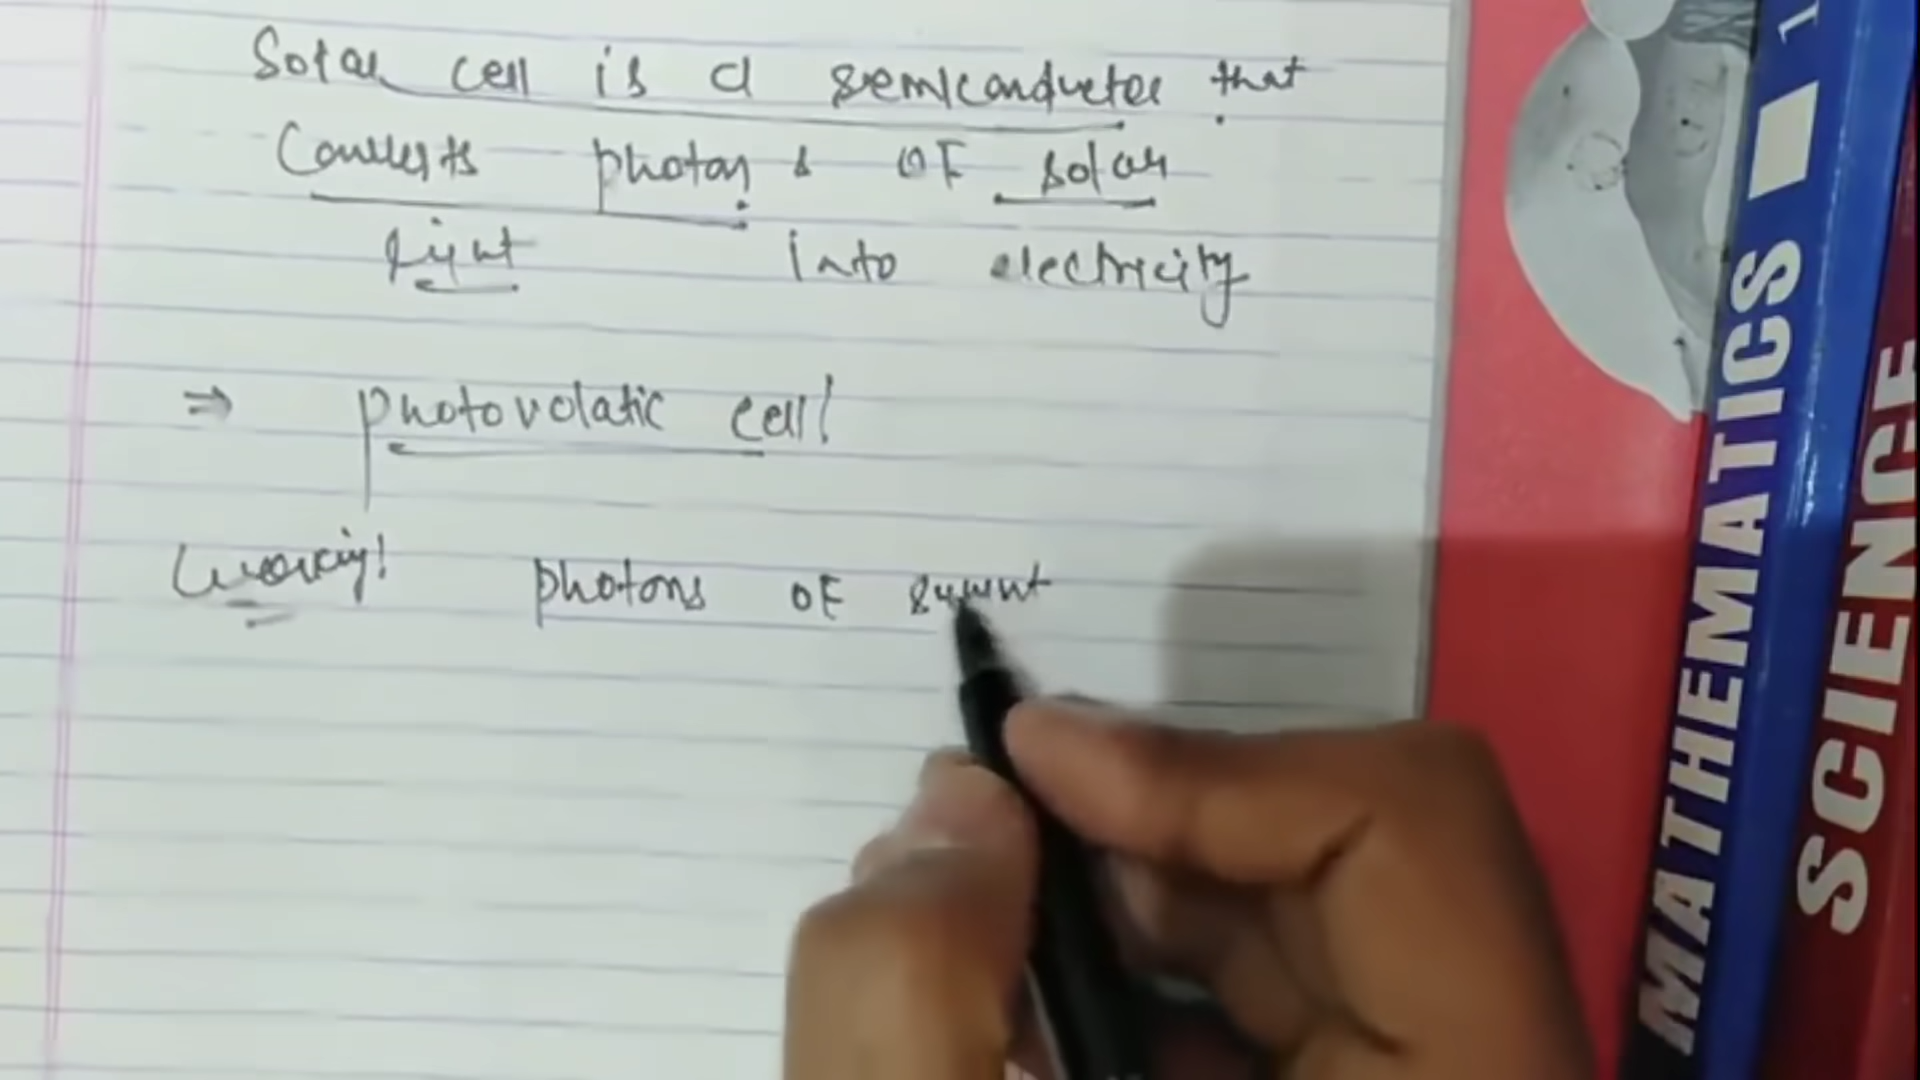 Solar cell is a semiconductor that
Converts photons of solar
light into electricity
⇒ photovolatic cell!
Working! photons of sunlight
MATHEMATICS 1
SCIENCE